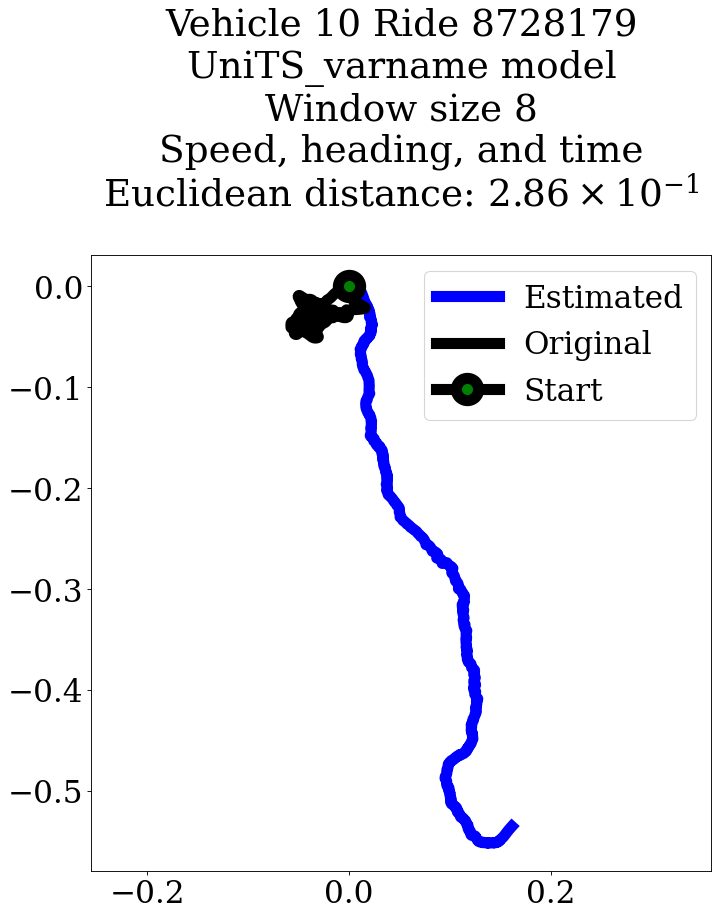 Vehicle 10 Ride 8728179
UniTS_varname model
Window size 8
Speed, heading, and time
Euclidean distance: 2.86 × 10⁻¹
Estimated
Original
Start
0.0
−0.1
−0.2
−0.3
−0.4
−0.5
−0.2 0.0 0.2